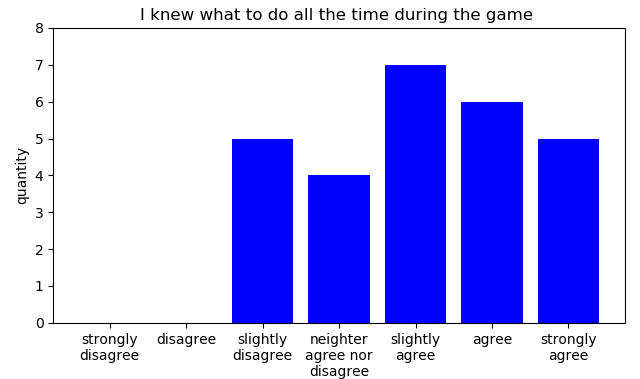 I knew what to do all the time during the game
8
7
6
5
4
3
2
1
0
quantity
strongly
disagree
disagree
slightly
disagree
neighter
agree nor
disagree
slightly
agree
agree
strongly
agree